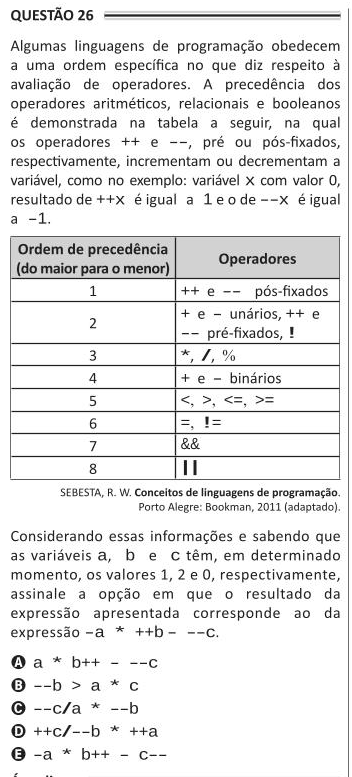 QUESTÃO 26
Algumas linguagens de programação obedecem
a uma ordem específica no que diz respeito à
avaliação de operadores. A precedência dos
operadores aritméticos, relacionais e booleanos
é demonstrada na tabela a seguir, na qual
os operadores ++ e --, pré ou pós-fixados,
respectivamente, incrementam ou decrementam a
variável, como no exemplo: variável X com valor 0,
resultado de ++X é igual a 1 e o de --X é igual
a -1.
Ordem de precedência
(do maior para o menor)
Operadores
1
++ e -- pós-fixados
2
+ e - unários, ++ e
-- pré-fixados, !
3
*, /, %
4
+ e - binários
5
<, >, <=, >=
6
=, !=
7
&&
8
||
SEBESTA, R. W. Conceitos de linguagens de programação.
Porto Alegre: Bookman, 2011 (adaptado).
Considerando essas informações e sabendo que
as variáveis a, b e c têm, em determinado
momento, os valores 1, 2 e 0, respectivamente,
assinale a opção em que o resultado da
expressão apresentada corresponde ao da
expressão -a * ++b - --c.
A a * b++ - --c
B --b > a * c
C --c/a * --b
D ++c/--b * ++a
E -a * b++ - c--